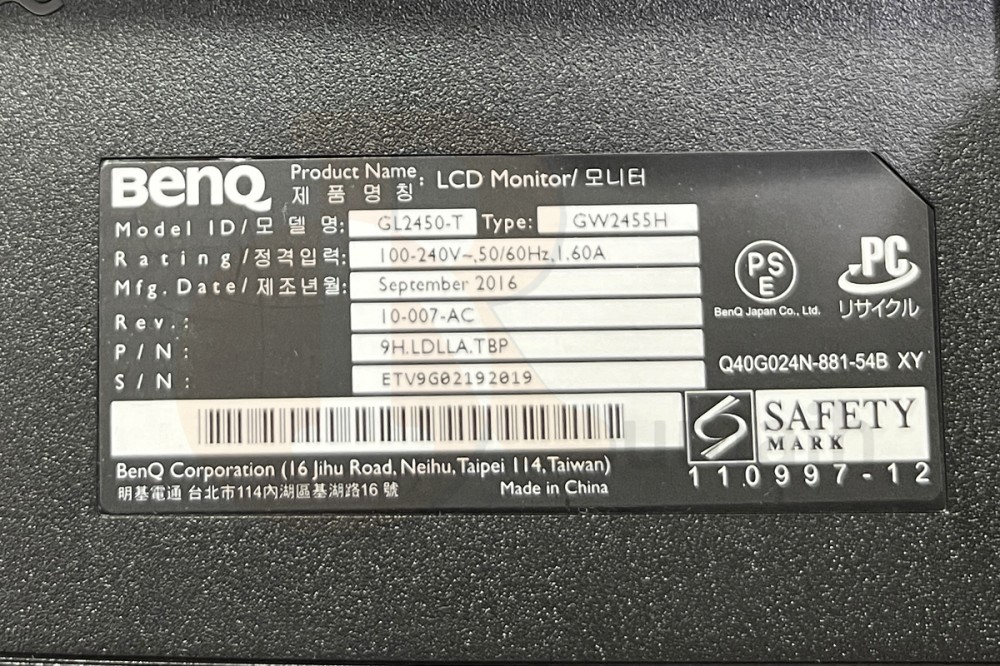 BenQ Product Name: LCD Monitor/ 모니터
제 품 명 칭
Model ID/모 델 명: GL2450-T Type: GW2455H
Rating/정격입력: 100-240V~,50/60Hz,1.60A
Mfg. Date/제조년월: September 2016
Rev.: 10-007-AC
P/N: 9H.LDLLA.TBP
S/N: ETV9G02192019
PS
E
BenQ Japan Co., Ltd.
PC
リサイクル
Q40G024N-881-54B XY
SAFETY
MARK
110997-12
BenQ Corporation (16 Jihu Road, Neihu, Taipei 114, Taiwan)
明基電通 台北市114內湖區基湖路16 號
Made in China